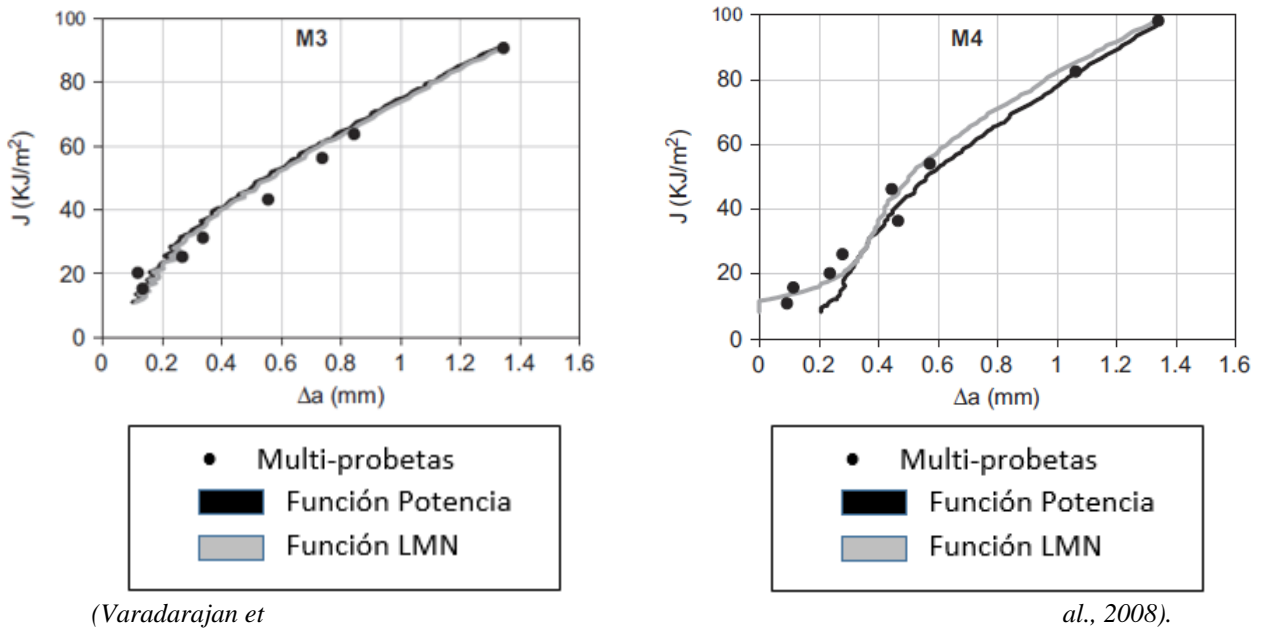 M3
J (KJ/m²)
100
80
60
40
20
0
0 0.2 0.4 0.6 0.8 1 1.2 1.4 1.6
Δa (mm)
Multi-probetas
Función Potencia
Función LMN
M4
J (KJ/m²)
100
80
60
40
20
0
0 0.2 0.4 0.6 0.8 1 1.2 1.4 1.6
Δa (mm)
Multi-probetas
Función Potencia
Función LMN
(Varadarajan et al., 2008).